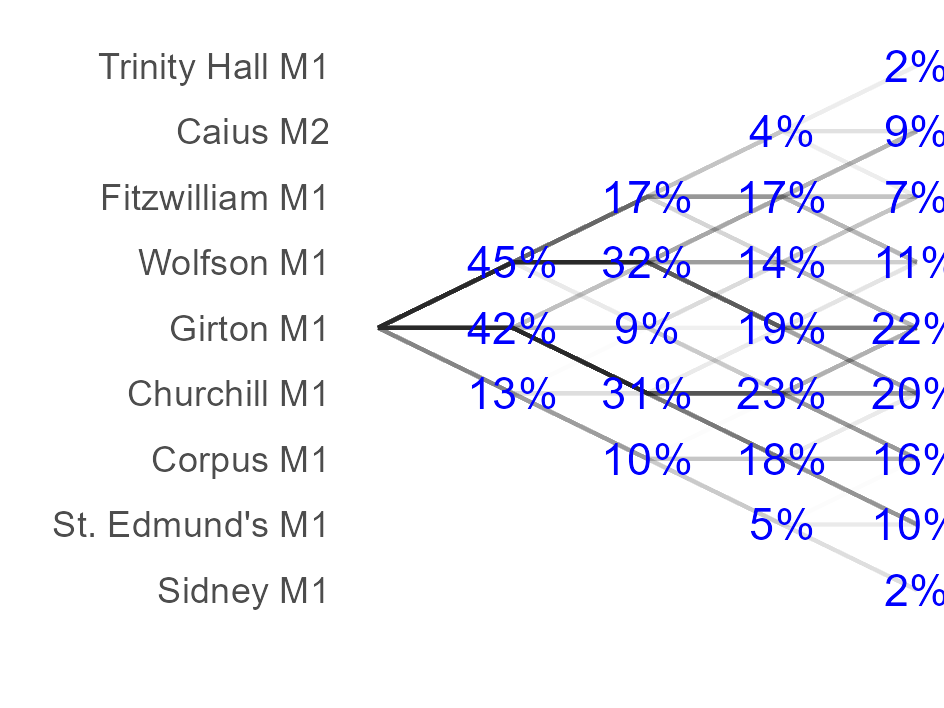 Trinity Hall M1 2%
Caius M2 4% 9%
Fitzwilliam M1 17% 17% 7%
Wolfson M1 45% 32% 14% 11%
Girton M1 42% 9% 19% 22%
Churchill M1 13% 31% 23% 20%
Corpus M1 10% 18% 16%
St. Edmund's M1 5% 10%
Sidney M1 2%